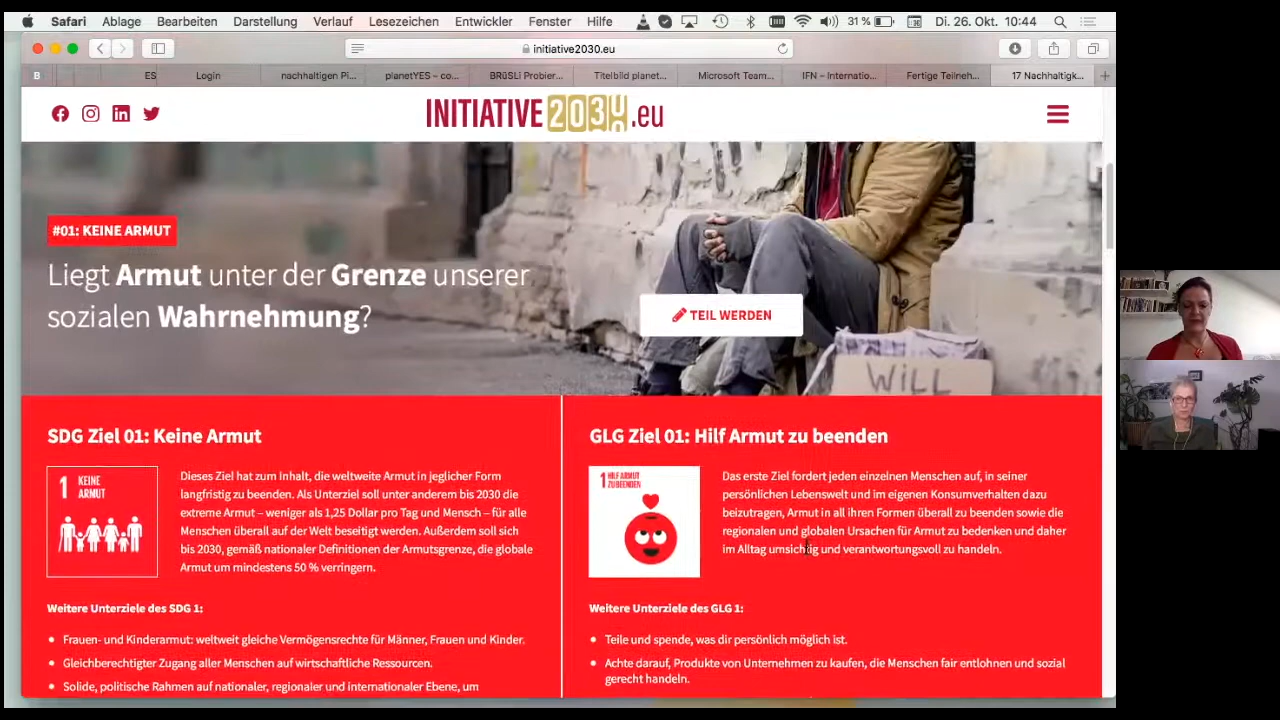 Safari Ablage Bearbeiten Darstellung Verlauf Lesezeichen Entwickler Fenster Hilfe 31 % Di. 26. Okt. 10:44
initiative2030.eu
B ES Login nachhaltigen Pi... planetYES – co... BRüSLi Probier... Titelbild planet... Microsoft Team... IFN – Internatio... Fertige Teilneh... 17 Nachhaltigk...
INITIATIVE2030.eu
#01: KEINE ARMUT
Liegt Armut unter der Grenze unserer
sozialen Wahrnehmung?
TEIL WERDEN
WILL
SDG Ziel 01: Keine Armut
1 KEINE
ARMUT
Dieses Ziel hat zum Inhalt, die weltweite Armut in jeglicher Form
langfristig zu beenden. Als Unterziel soll unter anderem bis 2030 die
extreme Armut – weniger als 1,25 Dollar pro Tag und Mensch – für alle
Menschen überall auf der Welt beseitigt werden. Außerdem soll sich
bis 2030, gemäß nationaler Definitionen der Armutsgrenze, die globale
Armut um mindestens 50 % verringern.
Weitere Unterziele des SDG 1:
Frauen- und Kinderarmut: weltweit gleiche Vermögensrechte für Männer, Frauen und Kinder.
Gleichberechtigter Zugang aller Menschen auf wirtschaftliche Ressourcen.
Solide, politische Rahmen auf nationaler, regionaler und internationaler Ebene, um
GLG Ziel 01: Hilf Armut zu beenden
1 HILF ARMUT
ZU BEENDEN
Das erste Ziel fordert jeden einzelnen Menschen auf, in seiner
persönlichen Lebenswelt und im eigenen Konsumverhalten dazu
beizutragen, Armut in all ihren Formen überall zu beenden sowie die
regionalen und globalen Ursachen für Armut zu bedenken und daher
im Alltag umsichtig und verantwortungsvoll zu handeln.
Weitere Unterziele des GLG 1:
Teile und spende, was dir persönlich möglich ist.
Achte darauf, Produkte von Unternehmen zu kaufen, die Menschen fair entlohnen und sozial
gerecht handeln.